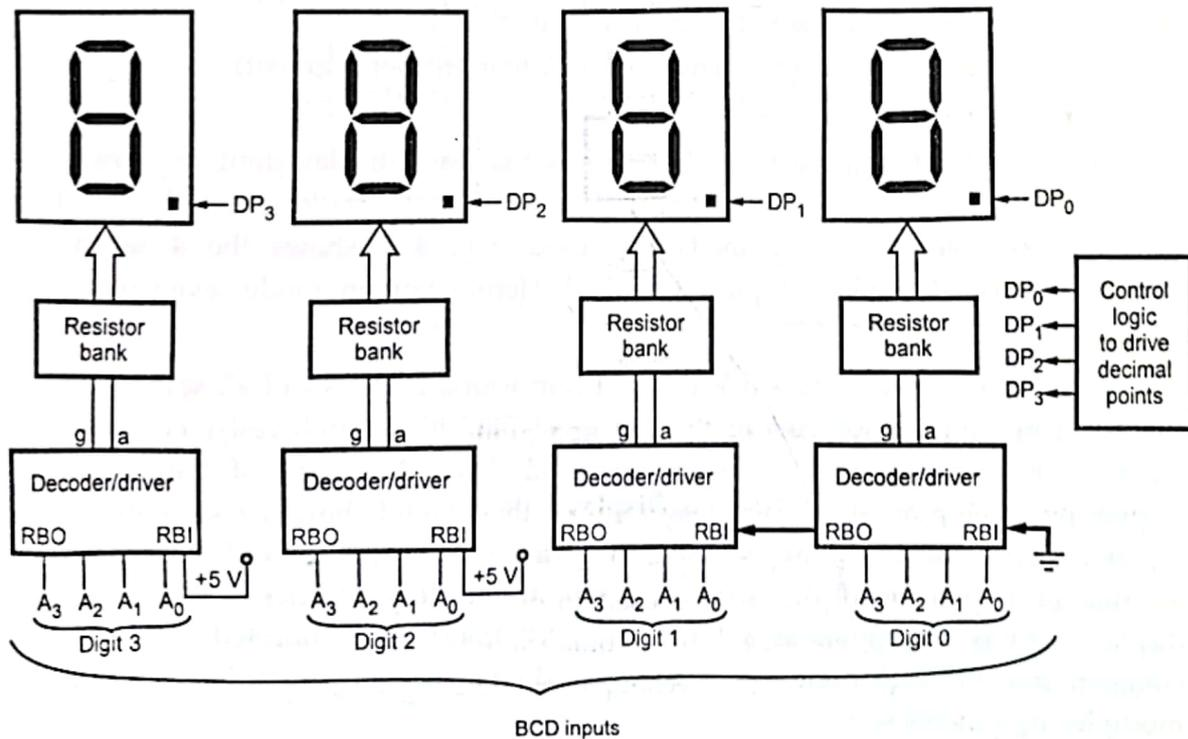 DP3
DP2
DP1
DP0
Resistor bank
Resistor bank
Resistor bank
Resistor bank
DP0
DP1
DP2
DP3
Control logic to drive decimal points
g a
g a
g a
g a
Decoder/driver
Decoder/driver
Decoder/driver
Decoder/driver
RBO RBI
RBO RBI
RBO RBI
RBO RBI
+5 V
+5 V
A3 A2 A1 A0
A3 A2 A1 A0
A3 A2 A1 A0
A3 A2 A1 A0
Digit 3
Digit 2
Digit 1
Digit 0
BCD inputs